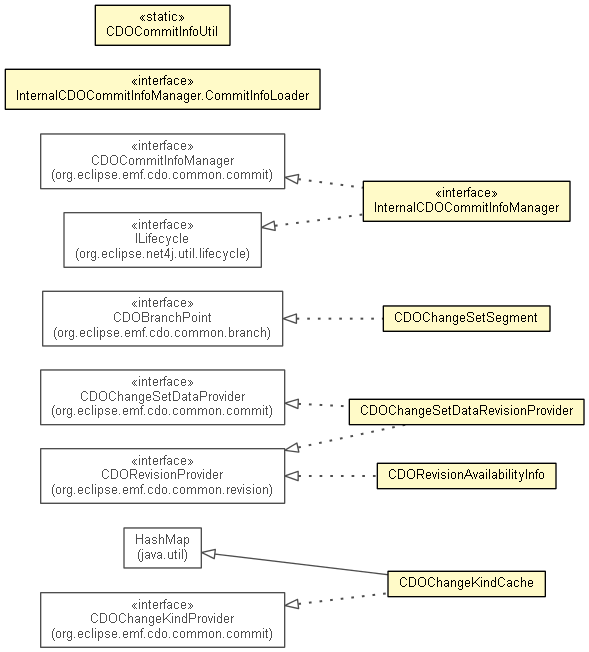 «static»
CDOCommitInfoUtil
«interface»
InternalCDOCommitInfoManager.CommitInfoLoader
«interface»
CDOCommitInfoManager
(org.eclipse.emf.cdo.common.commit)
«interface»
InternalCDOCommitInfoManager
«interface»
ILifecycle
(org.eclipse.net4j.util.lifecycle)
«interface»
CDOBranchPoint
(org.eclipse.emf.cdo.common.branch)
CDOChangeSetSegment
«interface»
CDOChangeSetDataProvider
(org.eclipse.emf.cdo.common.commit)
CDOChangeSetDataRevisionProvider
«interface»
CDORevisionProvider
(org.eclipse.emf.cdo.common.revision)
CDORevisionAvailabilityInfo
HashMap
(java.util)
CDOChangeKindCache
«interface»
CDOChangeKindProvider
(org.eclipse.emf.cdo.common.commit)